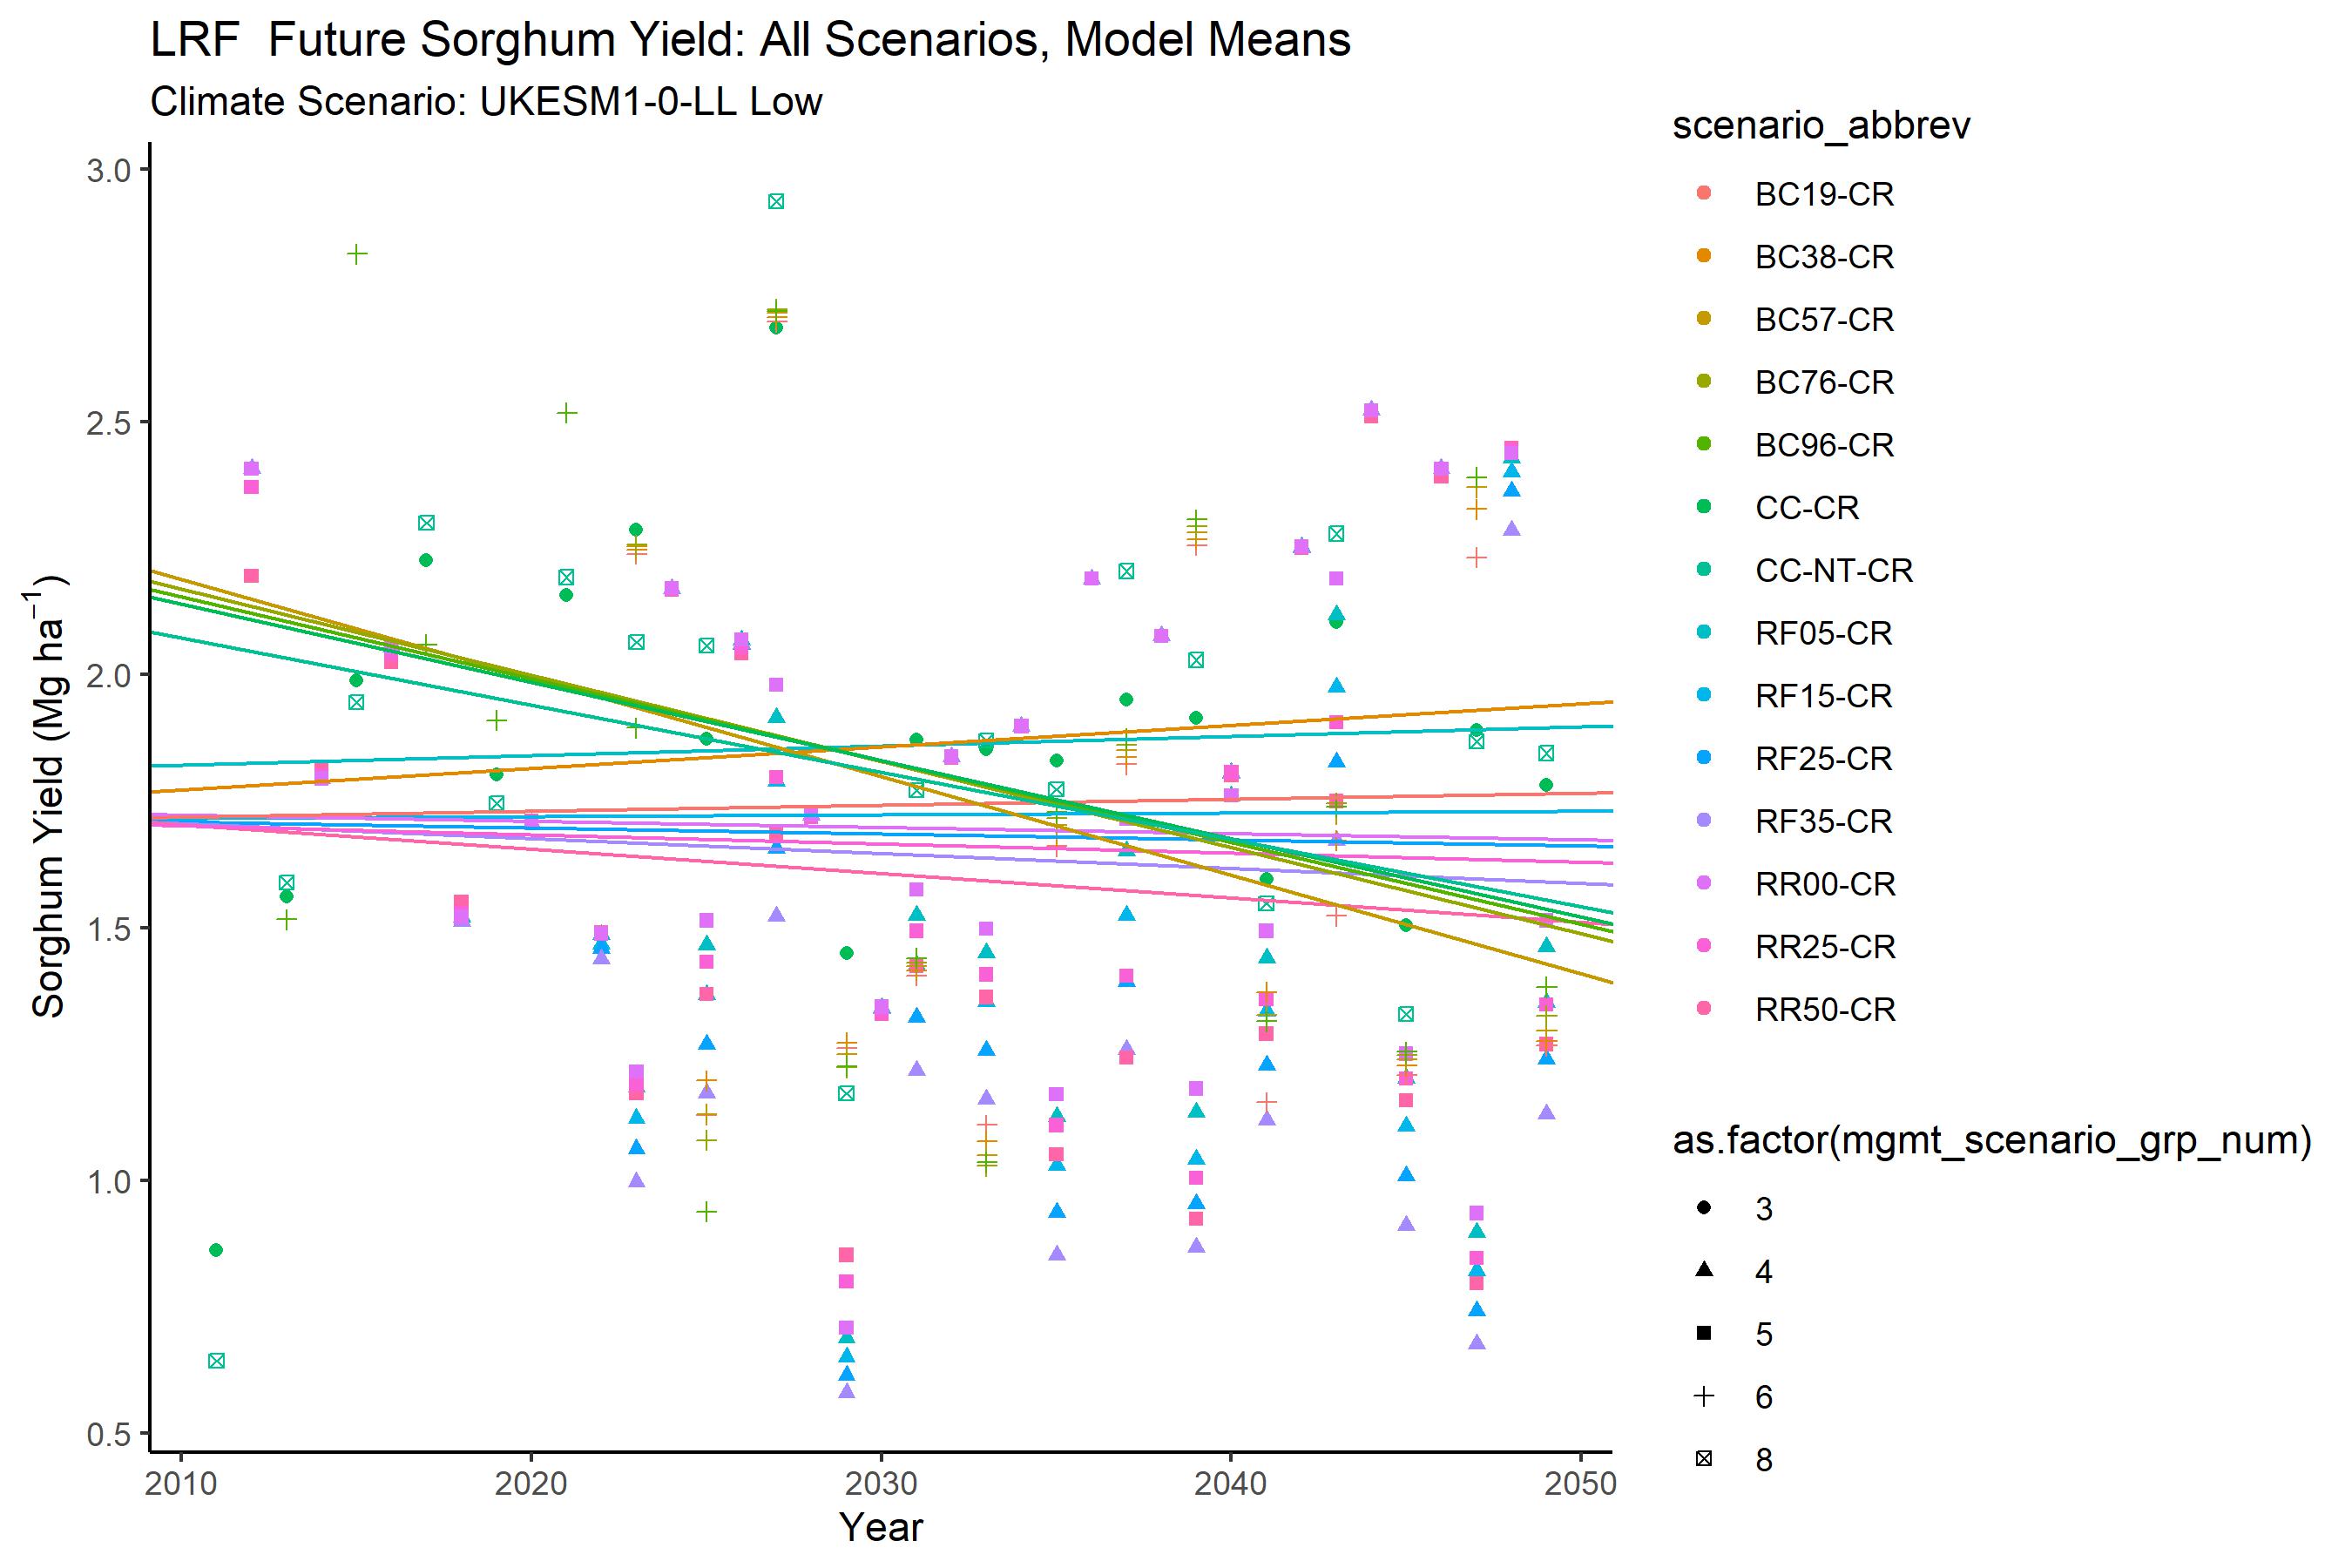 LRF  Future Sorghum Yield: All Scenarios, Model Means
Climate Scenario: UKESM1-0-LL Low
Sorghum Yield (Mg ha⁻¹)
3.0
2.5
2.0
1.5
1.0
0.5
2010
2020
2030
2040
2050
Year
scenario_abbrev
BC19-CR
BC38-CR
BC57-CR
BC76-CR
BC96-CR
CC-CR
CC-NT-CR
RF05-CR
RF15-CR
RF25-CR
RF35-CR
RR00-CR
RR25-CR
RR50-CR
as.factor(mgmt_scenario_grp_num)
3
4
5
6
8